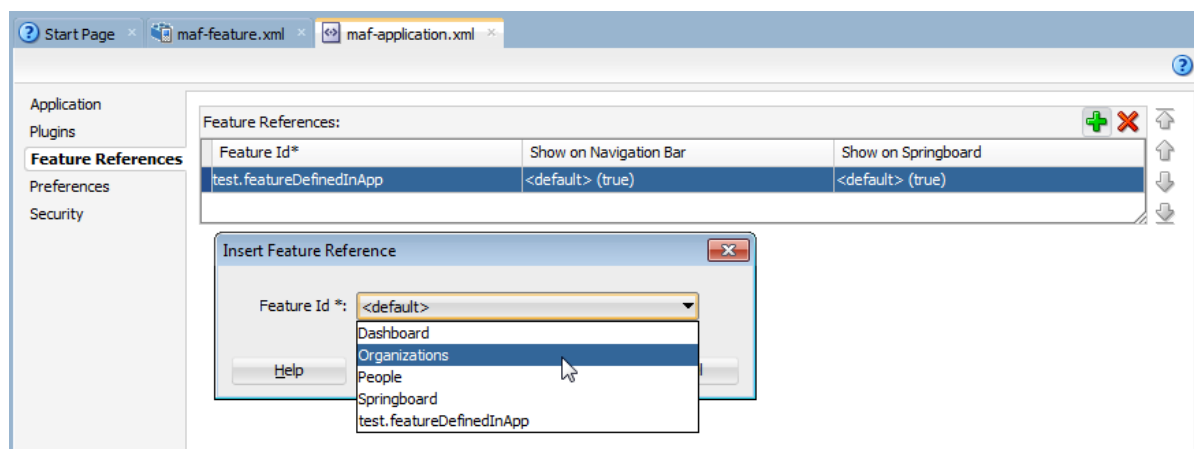 Start Page maf-feature.xml maf-application.xml
Application
Plugins
Feature References
Preferences
Security
Feature References:
Feature Id* Show on Navigation Bar Show on Springboard
test.featureDefinedInApp <default> (true) <default> (true)
Insert Feature Reference
Feature Id *: <default>
Dashboard
Organizations
People
Springboard
test.featureDefinedInApp
Help